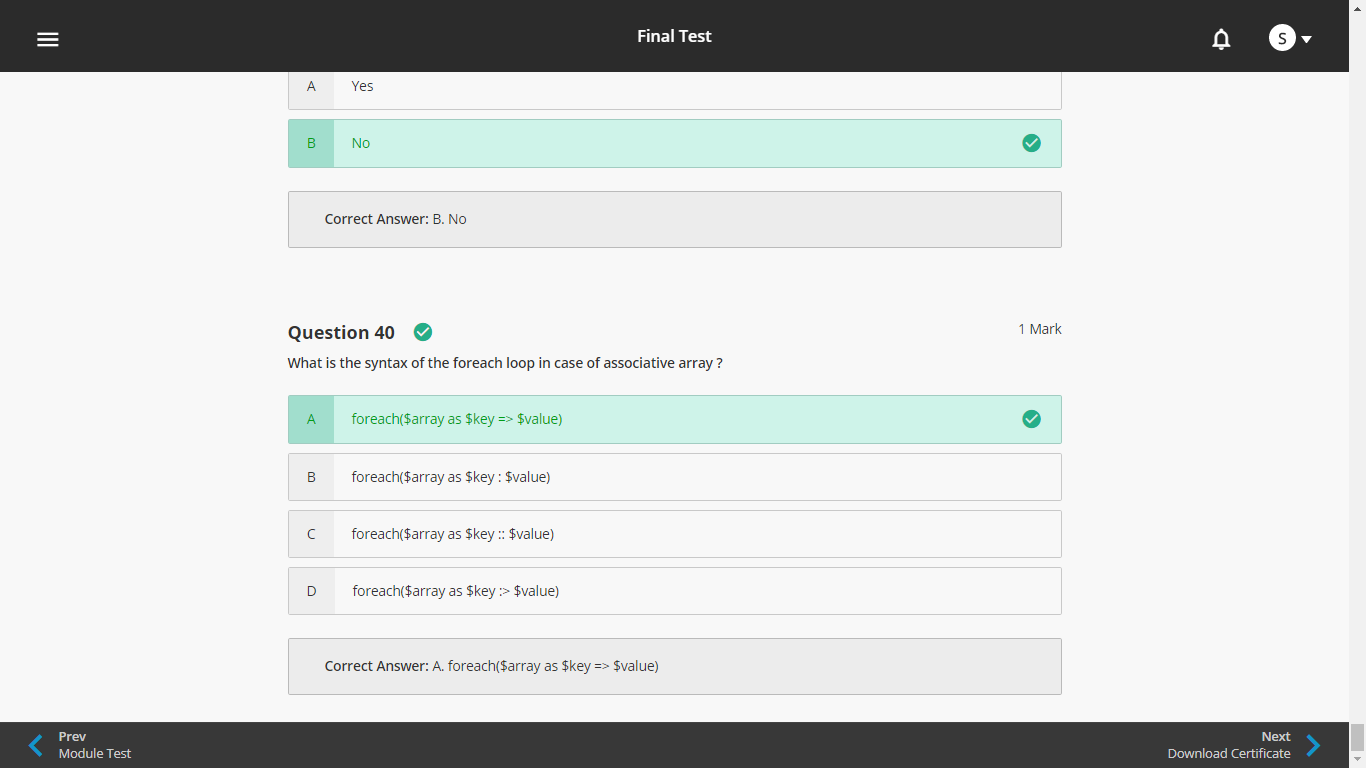 Final Test
S
A Yes
B No
Correct Answer: B. No
Question 40
1 Mark
What is the syntax of the foreach loop in case of associative array ?
A foreach($array as $key => $value)
B foreach($array as $key : $value)
C foreach($array as $key :: $value)
D foreach($array as $key :> $value)
Correct Answer: A. foreach($array as $key => $value)
Prev
Module Test
Next
Download Certificate